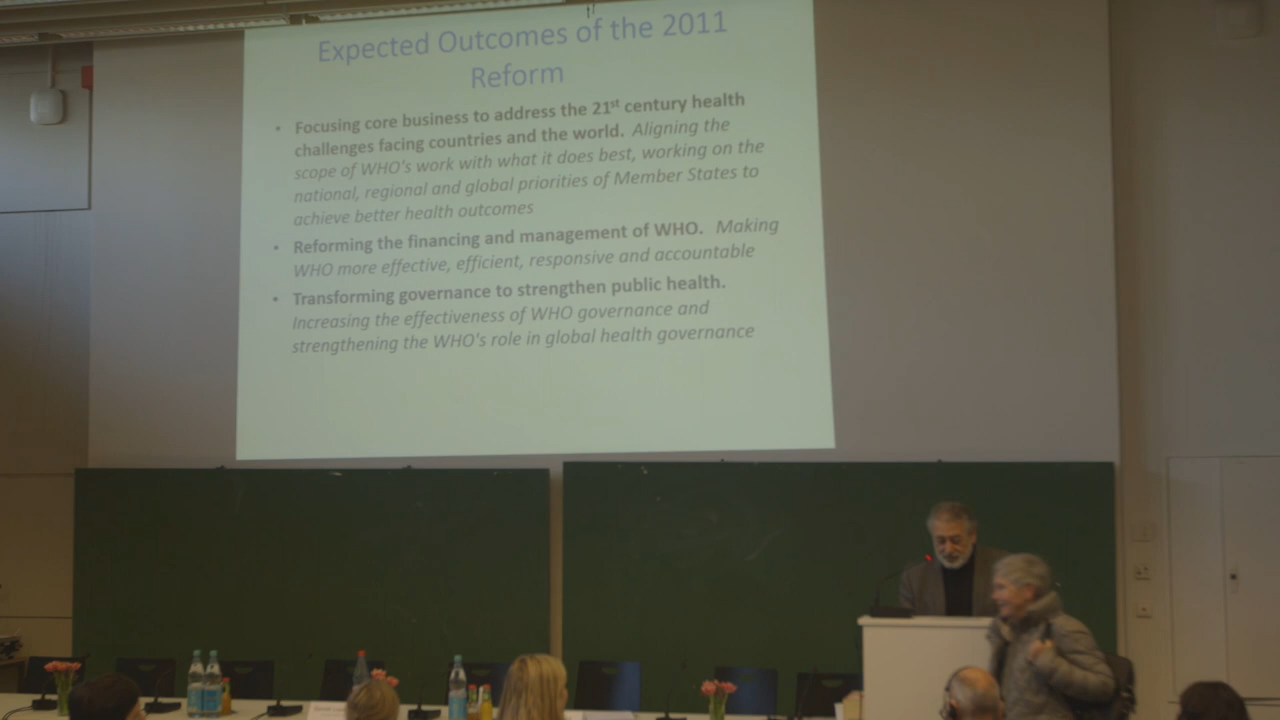 Expected Outcomes of the 2011
Reform
• Focusing core business to address the 21st century health
challenges facing countries and the world. Aligning the
scope of WHO's work with what it does best, working on the
national, regional and global priorities of Member States to
achieve better health outcomes
• Reforming the financing and management of WHO. Making
WHO more effective, efficient, responsive and accountable
• Transforming governance to strengthen public health.
Increasing the effectiveness of WHO governance and
strengthening the WHO's role in global health governance